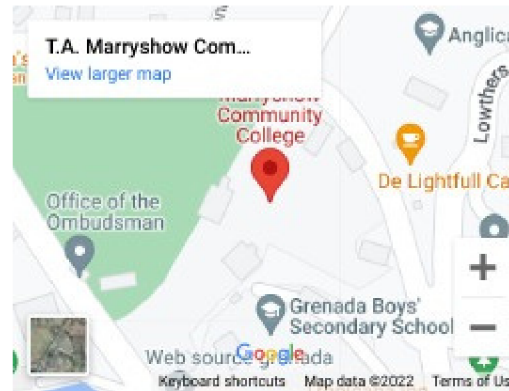 T.A. Marryshow Com...
View larger map
Anglica
Lowthers
Marryshow
Community
College
De Lightfull Ca
Office of the
Ombudsman
Grenada Boys'
Secondary School
Web source grenada
Google
Keyboard shortcuts Map data ©2022 Terms of Us